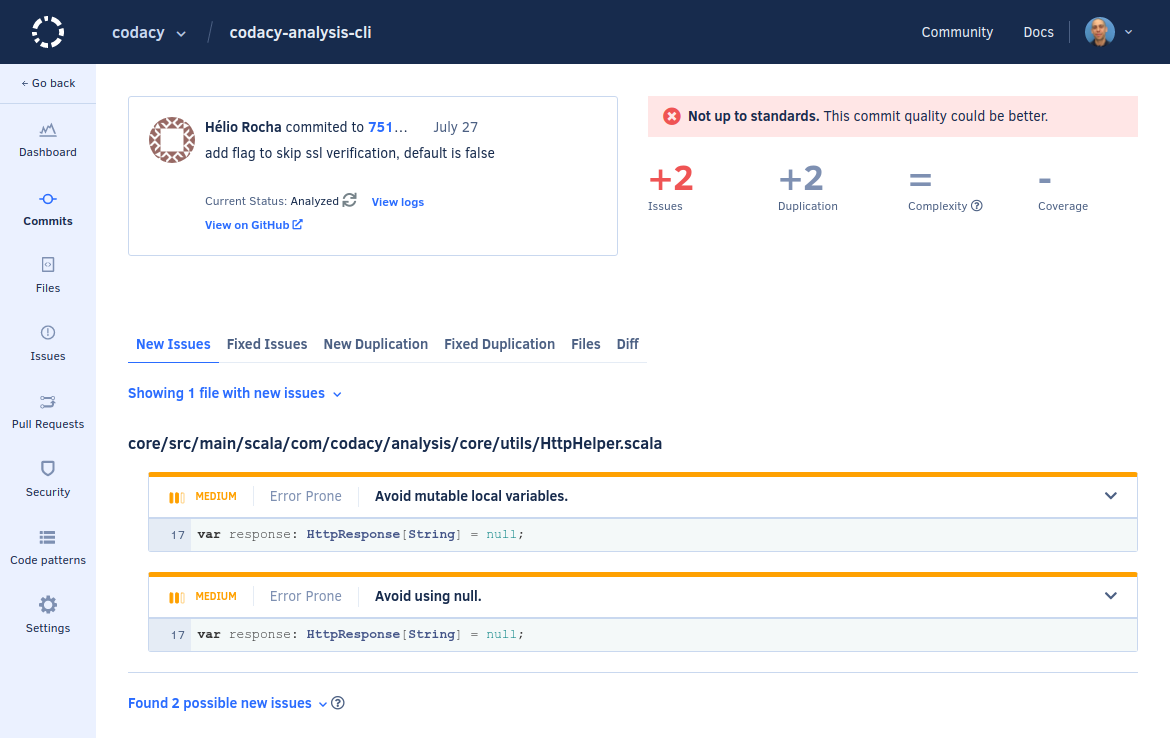 codacy / codacy-analysis-cli
Community Docs
← Go back
Dashboard
Commits
Files
Issues
Pull Requests
Security
Code patterns
Settings
Hélio Rocha commited to 751... July 27
add flag to skip ssl verification, default is false
Current Status: Analyzed View logs
View on GitHub
Not up to standards. This commit quality could be better.
+2 +2 = -
Issues Duplication Complexity Coverage
New Issues Fixed Issues New Duplication Fixed Duplication Files Diff
Showing 1 file with new issues
core/src/main/scala/com/codacy/analysis/core/utils/HttpHelper.scala
MEDIUM Error Prone Avoid mutable local variables.
17 var response: HttpResponse[String] = null;
MEDIUM Error Prone Avoid using null.
17 var response: HttpResponse[String] = null;
Found 2 possible new issues